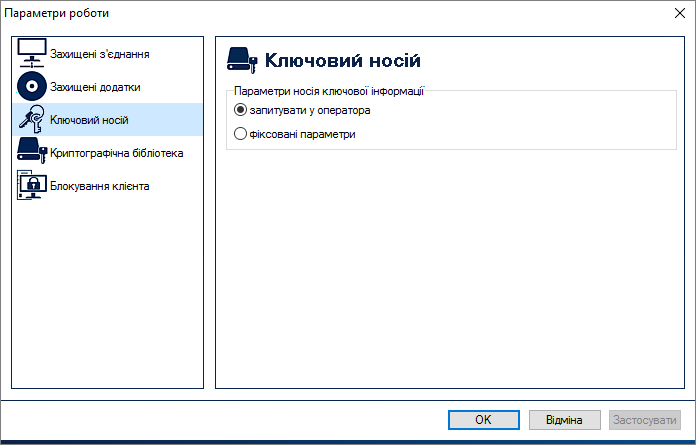 Параметри роботи
Захищені з'єднання
Захищені додатки
Ключовий носій
Криптографічна бібліотека
Блокування клієнта
Ключовий носій
Параметри носія ключової інформації
запитувати у оператора
фіксовані параметри
OK
Відміна
Застосувати